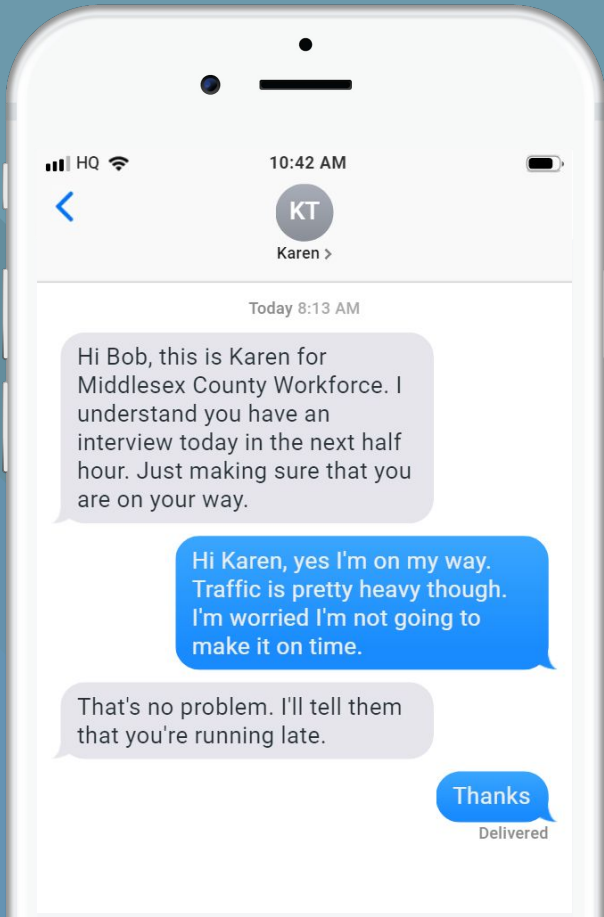 HQ 10:42 AM
KT
Karen >
Today 8:13 AM
Hi Bob, this is Karen for
Middlesex County Workforce. I
understand you have an
interview today in the next half
hour. Just making sure that you
are on your way.
Hi Karen, yes I'm on my way.
Traffic is pretty heavy though.
I'm worried I'm not going to
make it on time.
That's no problem. I'll tell them
that you're running late.
Thanks
Delivered